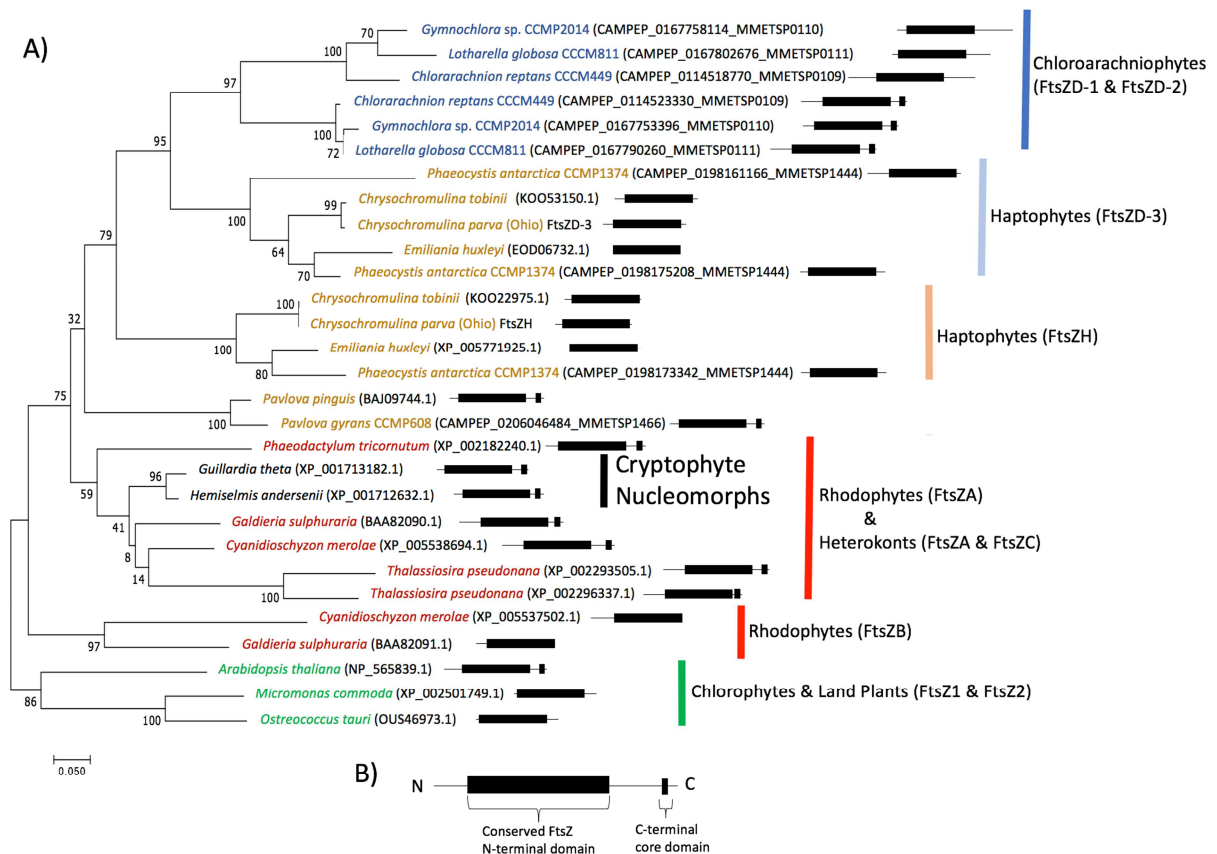 A)
Gymnochlora sp. CCMP2014 (CAMPEP_0167758114_MMETSP0110)
Lotharella globosa CCCM811 (CAMPEP_0167802676_MMETSP0111)
Chlorarachnion reptans CCCM449 (CAMPEP_0114518770_MMETSP0109)
Chlorarachnion reptans CCCM449 (CAMPEP_0114523330_MMETSP0109)
Gymnochlora sp. CCMP2014 (CAMPEP_0167753396_MMETSP0110)
Lotharella globosa CCCM811 (CAMPEP_0167790260_MMETSP0111)
Chloroarachniophytes
(FtsZD-1 & FtsZD-2)
Phaeocystis antarctica CCMP1374 (CAMPEP_0198161166_MMETSP1444)
Chrysochromulina tobinii (KOO53150.1)
Chrysochromulina parva (Ohio) FtsZD-3
Emiliania huxleyi (EOD06732.1)
Phaeocystis antarctica CCMP1374 (CAMPEP_0198175208_MMETSP1444)
Haptophytes (FtsZD-3)
Chrysochromulina tobinii (KOO22975.1)
Chrysochromulina parva (Ohio) FtsZH
Emiliania huxleyi (XP_005771925.1)
Phaeocystis antarctica CCMP1374 (CAMPEP_0198173342_MMETSP1444)
Haptophytes (FtsZH)
Pavlova pinguis (BAJ09744.1)
Pavlova gyrans CCMP608 (CAMPEP_0206046484_MMETSP1466)
Phaeodactylum tricornutum (XP_002182240.1)
Guillardia theta (XP_001713182.1)
Hemiselmis andersenii (XP_001712632.1)
Cryptophyte
Nucleomorphs
Galdieria sulphuraria (BAA82090.1)
Cyanidioschyzon merolae (XP_005538694.1)
Thalassiosira pseudonana (XP_002293505.1)
Thalassiosira pseudonana (XP_002296337.1)
Rhodophytes (FtsZA)
&
Heterokonts (FtsZA & FtsZC)
Cyanidioschyzon merolae (XP_005537502.1)
Galdieria sulphuraria (BAA82091.1)
Rhodophytes (FtsZB)
Arabidopsis thaliana (NP_565839.1)
Micromonas commoda (XP_002501749.1)
Ostreococcus tauri (OUS46973.1)
Chlorophytes & Land Plants (FtsZ1 & FtsZ2)
70
100
97
100
72
95
99
100
64
70
79
100
100
80
32
100
75
96
59
41
8
14
100
97
86
100
0.050
B)
N
C
Conserved FtsZ
N-terminal domain
C-terminal
core domain